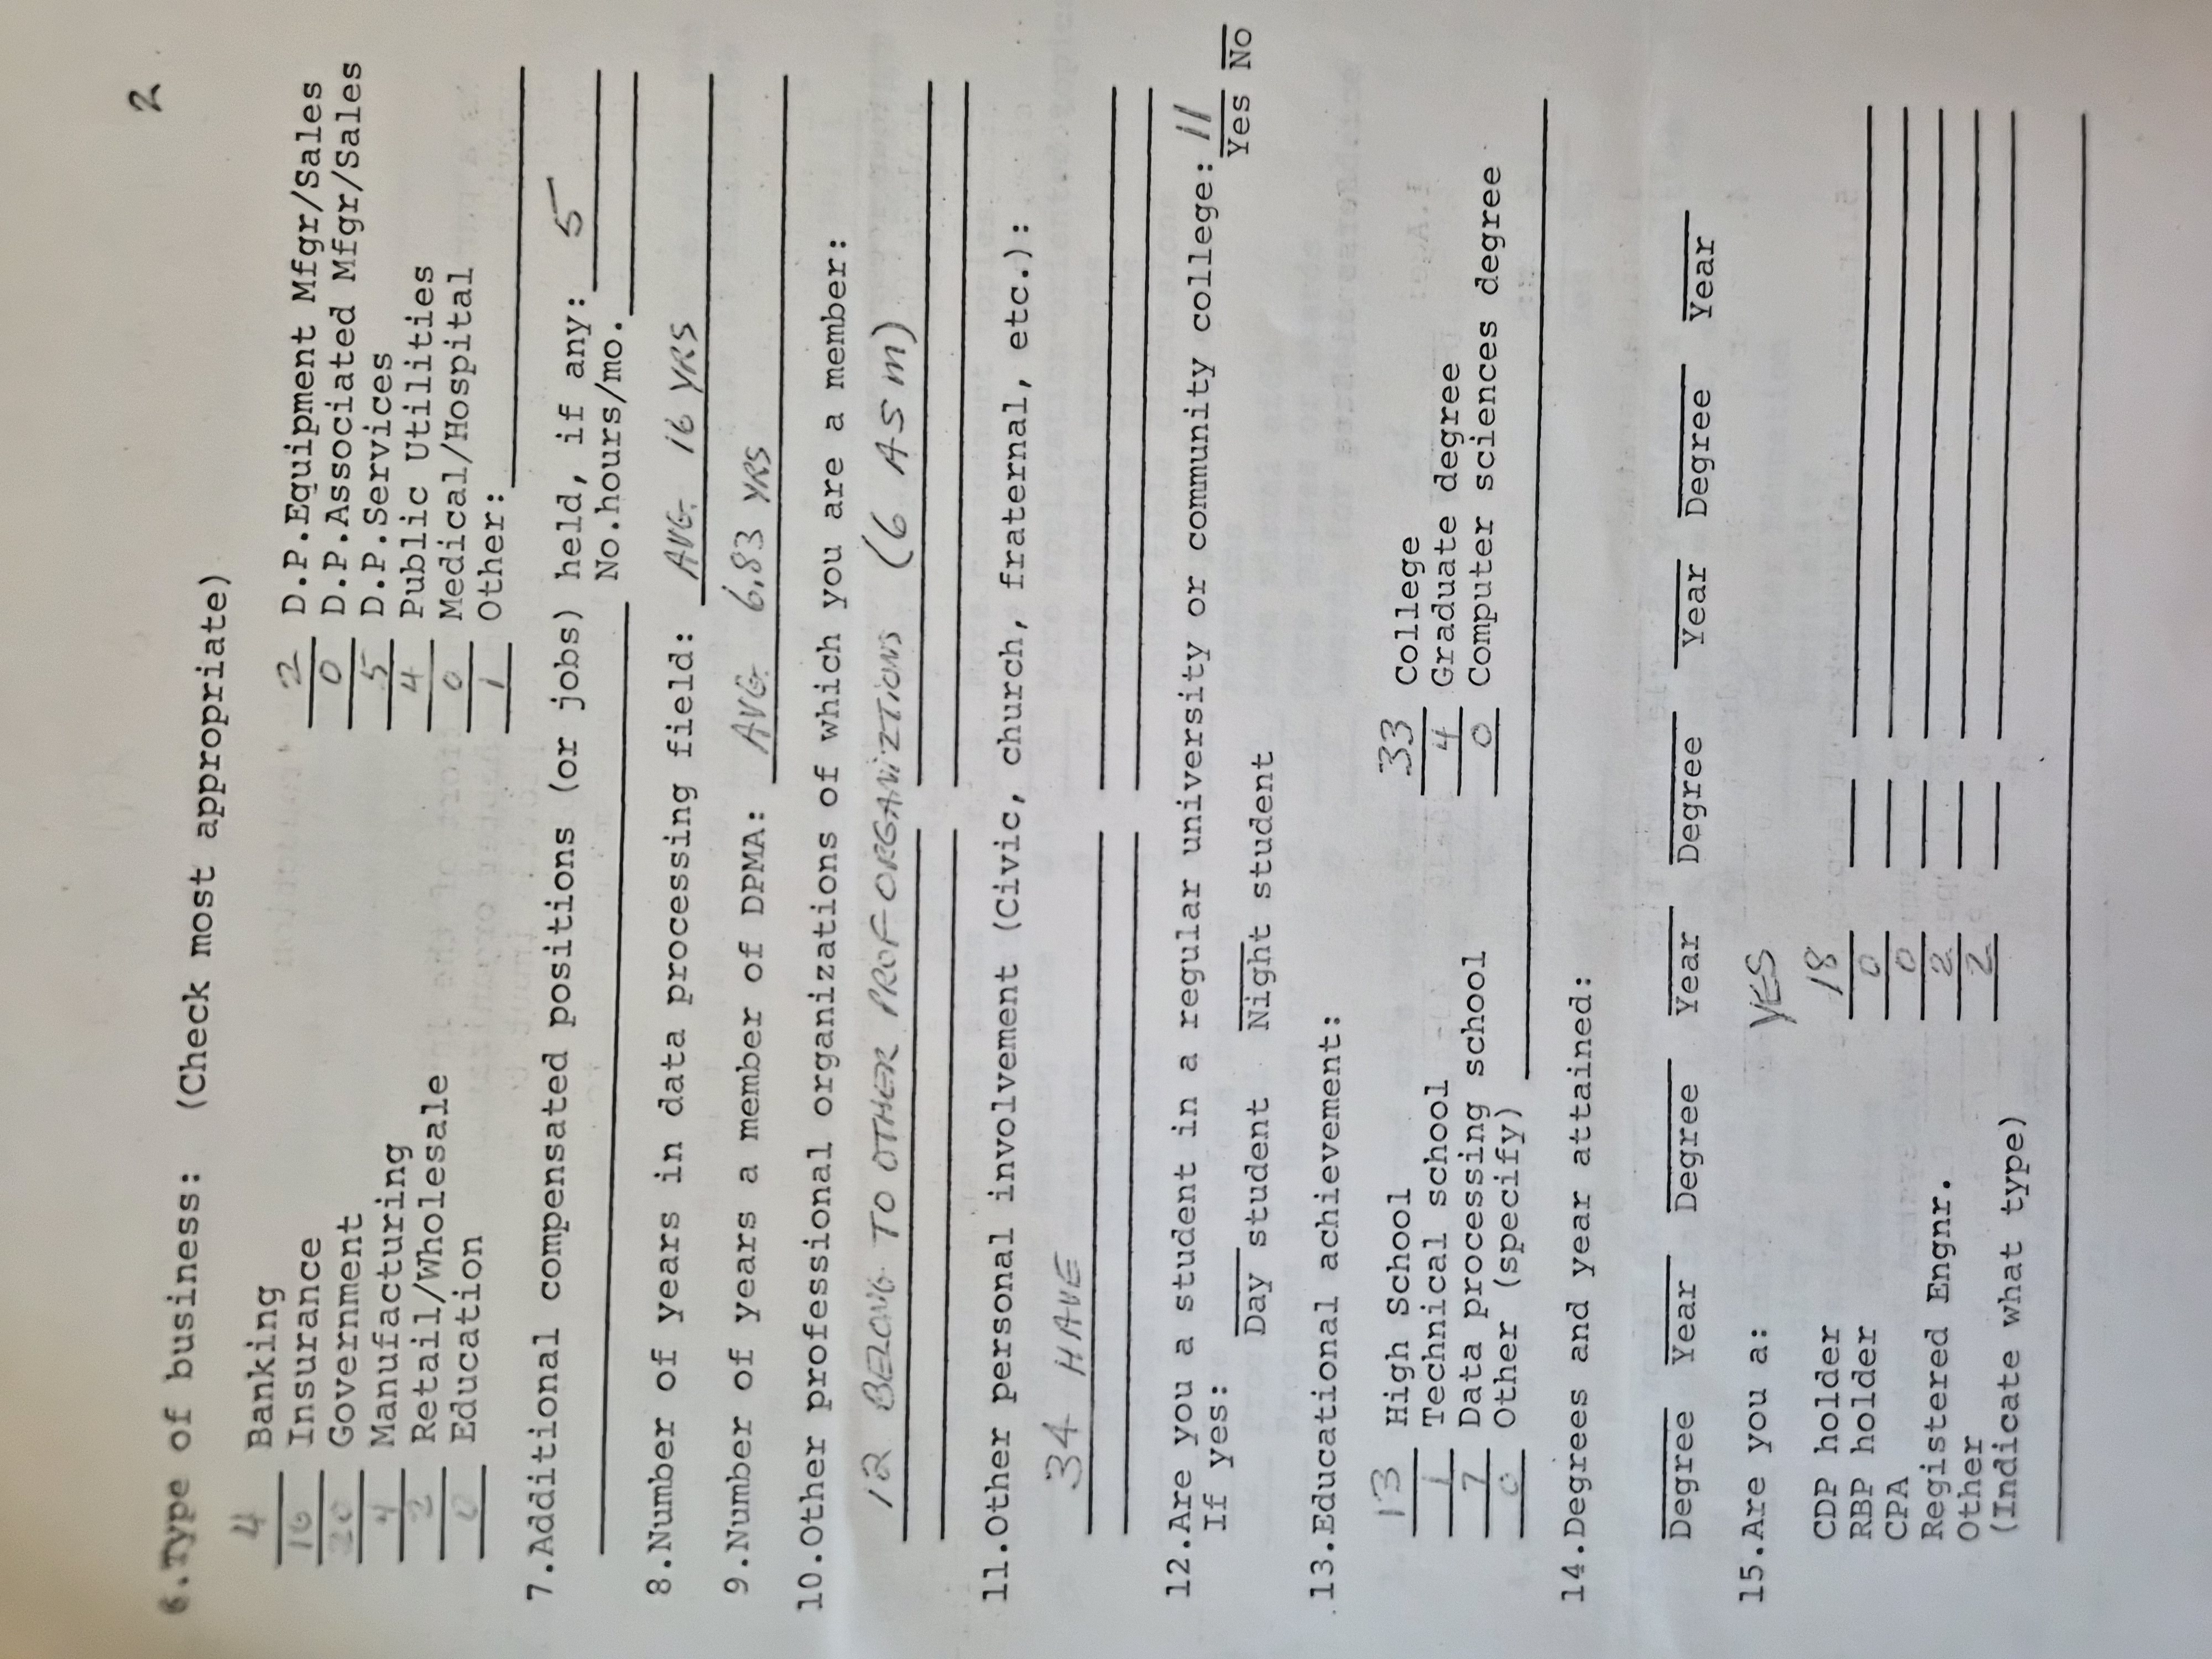 2
6.Type of business: (Check most appropriate)
4 Banking
Insurance
20 Government
4 Manufacturing
Retail/Wholesale
0 Education
2 D.P.Equipment Mfgr/Sales
0 D.P.Associated Mfgr/Sales
5 D.P.Services
4 Public Utilities
0 Medical/Hospital
1 Other:
7.Additional compensated positions (or jobs) held, if any: 5
No.hours/mo.
8.Number of years in data processing field: AVG. 16 YRS
9.Number of years a member of DPMA: AVG. 6.83 YRS
10.Other professional organizations of which you are a member:
12 BELONG TO OTHER PROF ORGANIZTIONS (6 ASM)
11.Other personal involvement (Civic, church, fraternal, etc.):
34 HAVE
12.Are you a student in a regular university or community college: 11
If yes: Yes No
Day student Night student
13.Educational achievement:
13 High School
1 Technical school
7 Data processing school
0 Other (specify)
33 College
4 Graduate degree
0 Computer sciences degree
14.Degrees and year attained:
Degree Year Degree Year Degree Year Degree Year
15.Are you a: YES
CDP holder 18
RBP holder 0
CPA 0
Registered Engnr. 2
Other 2
(Indicate what type)